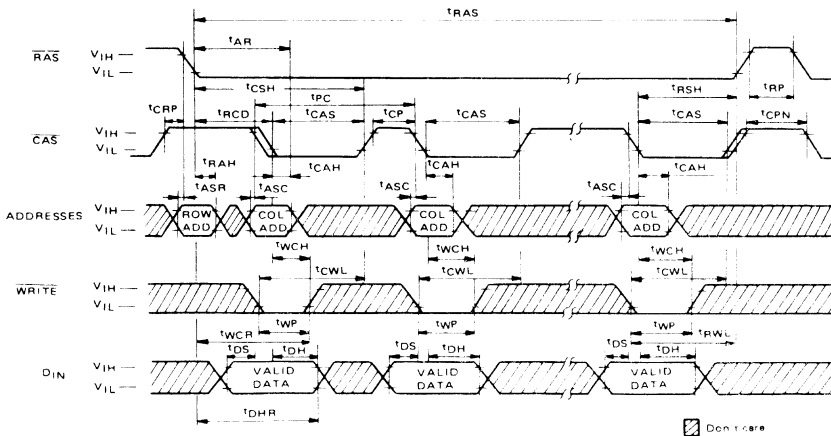 tRAS
tAR
RAS VIH
VIL
tCSH
tPC
tRSH
tRP
tCRP tRCD tCAS tCP tCAS tCAS tCPN
CAS VIH
VIL
tRAH tCAH tCAH tCAH
tASR tASC tASC tASC
ADDRESSES VIH
VIL
ROW ADD
COL ADD
COL ADD
COL ADD
tWCH tWCH tWCH
tCWL tCWL tCWL
WRITE VIH
VIL
tWP tWP tWP
tWCR tRWL
tDS tDH tDS tDH tDS tDH
DIN VIH
VIL
VALID DATA
VALID DATA
VALID DATA
tDHR
Don't care